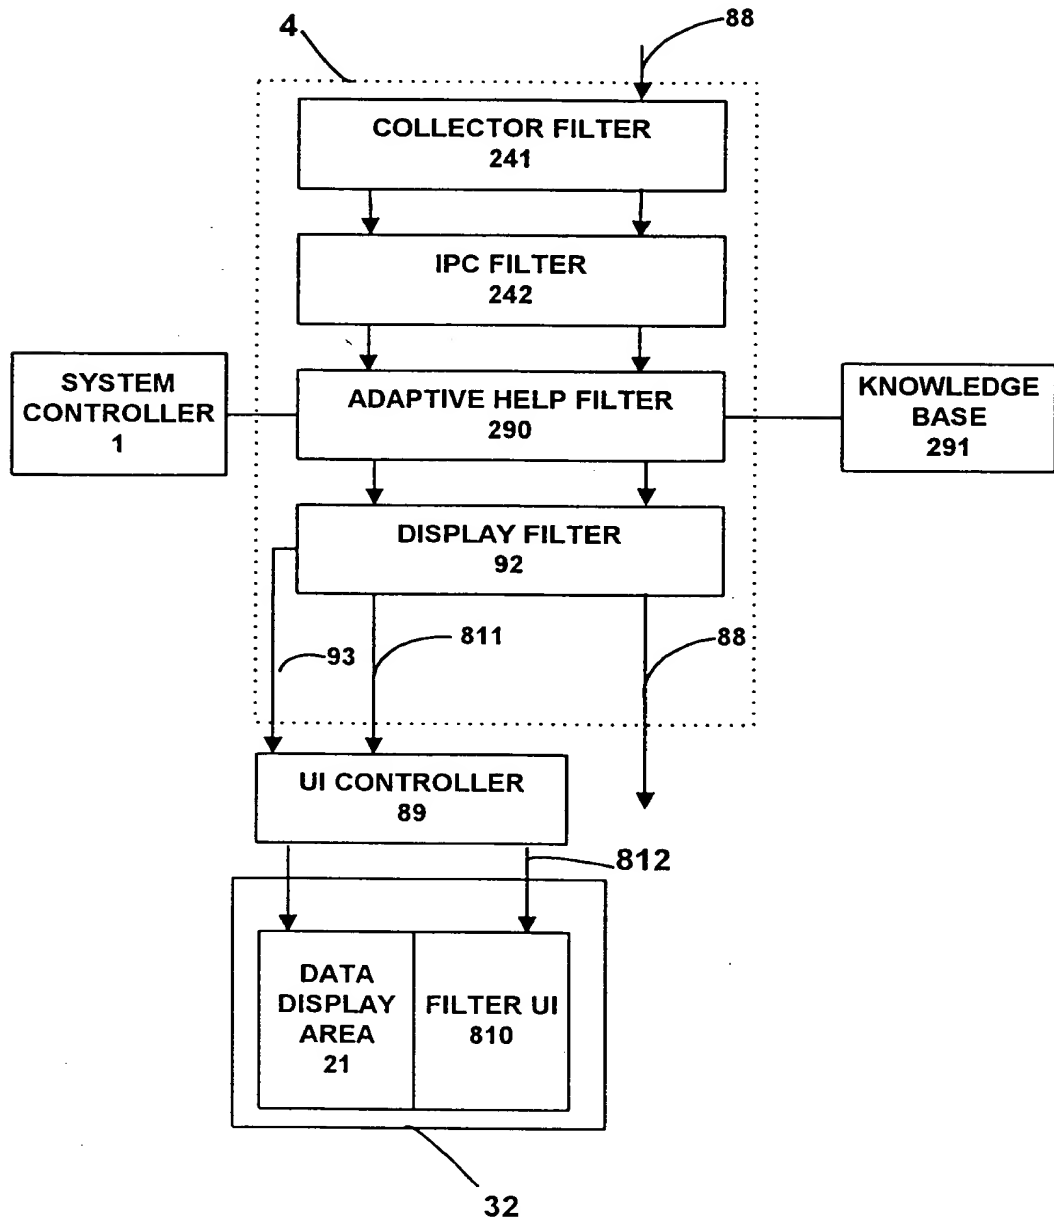 4
88
COLLECTOR FILTER
241
IPC FILTER
242
SYSTEM
CONTROLLER
1
ADAPTIVE HELP FILTER
290
KNOWLEDGE
BASE
291
DISPLAY FILTER
92
93
811
88
UI CONTROLLER
89
812
DATA
DISPLAY
AREA
21
FILTER UI
810
32